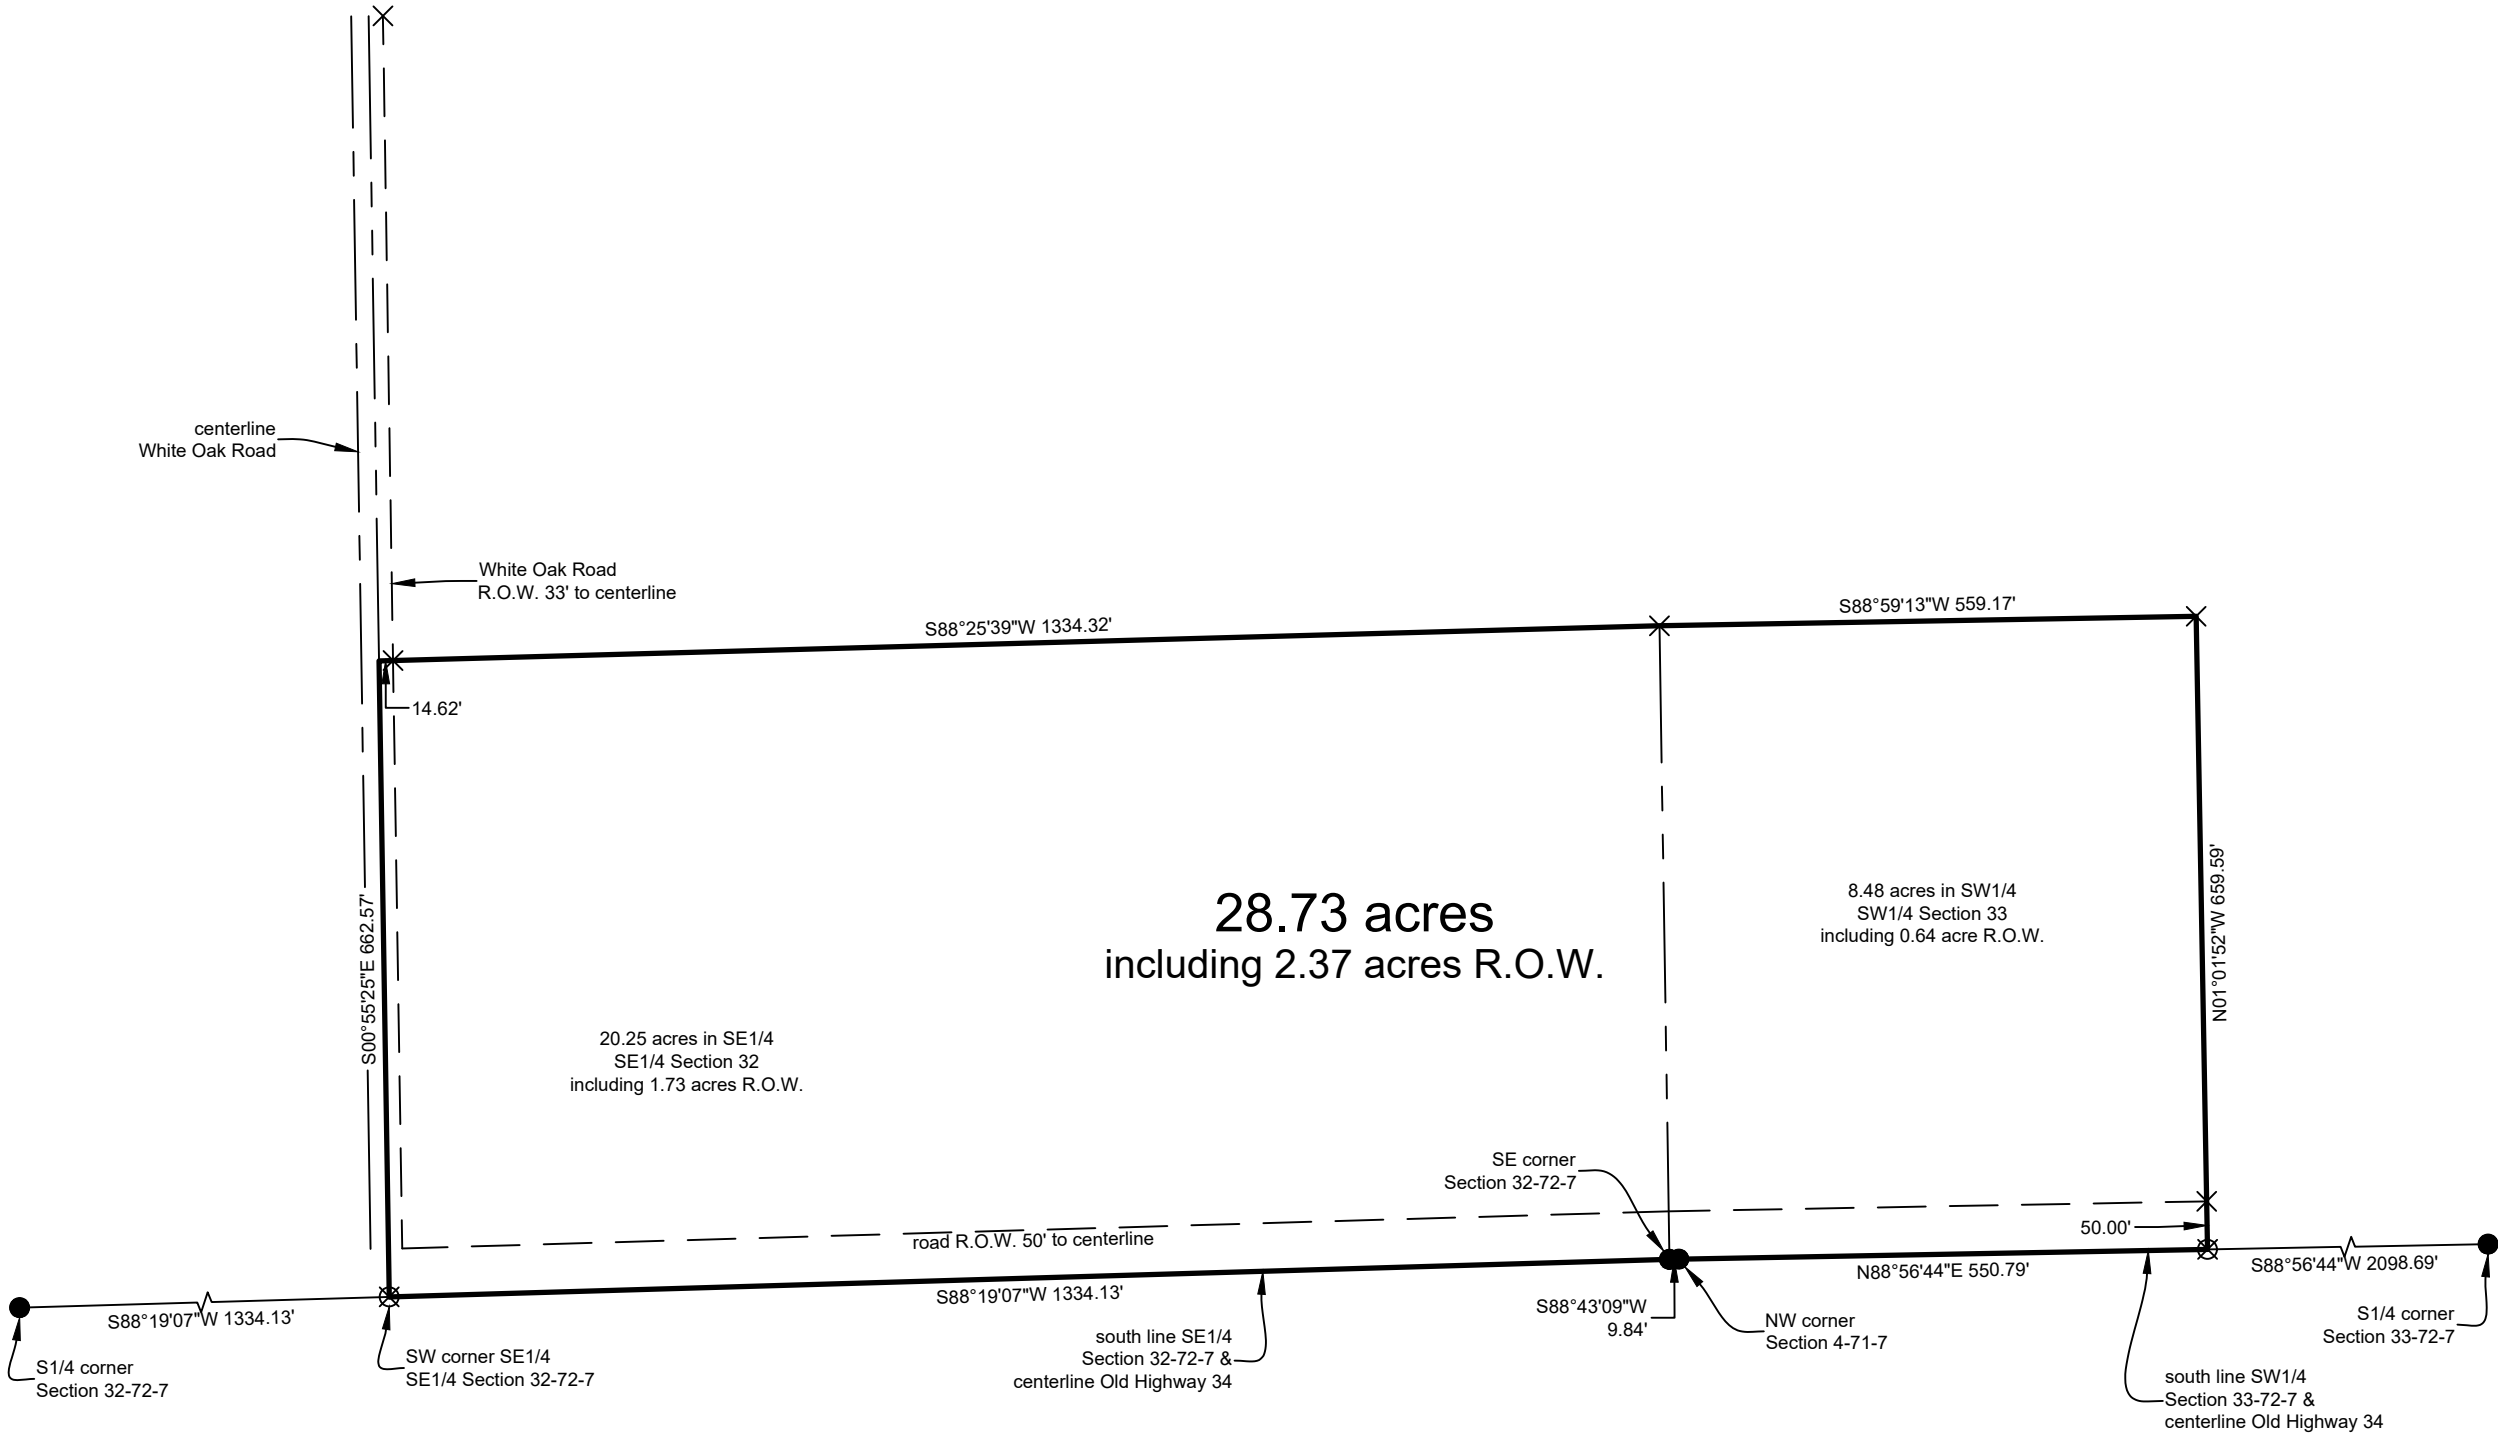 centerline
White Oak Road
White Oak Road
R.O.W. 33' to centerline
S88°25'39"W 1334.32'
S88°59'13"W 559.17'
14.62'
S00°55'25"E 662.57'
N01°01'52"W 659.59'
28.73 acres
including 2.37 acres R.O.W.
8.48 acres in SW1/4
SW1/4 Section 33
including 0.64 acre R.O.W.
20.25 acres in SE1/4
SE1/4 Section 32
including 1.73 acres R.O.W.
SE corner
Section 32-72-7
road R.O.W. 50' to centerline
50.00'
S88°19'07"W 1334.13'
S88°19'07"W 1334.13'
N88°56'44"E 550.79'
S88°56'44"W 2098.69'
S88°43'09"W
9.84'
NW corner
Section 4-71-7
S1/4 corner
Section 33-72-7
S1/4 corner
Section 32-72-7
SW corner SE1/4
SE1/4 Section 32-72-7
south line SE1/4
Section 32-72-7 &
centerline Old Highway 34
south line SW1/4
Section 33-72-7 &
centerline Old Highway 34